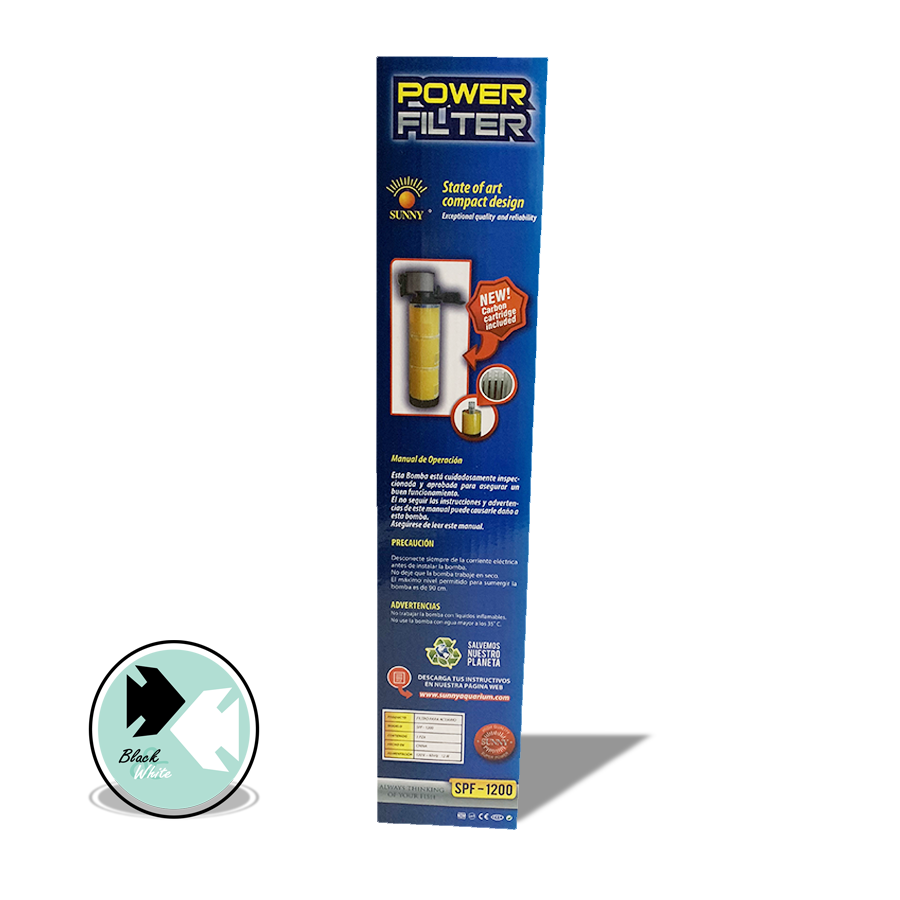 POWER
FILTER
SUNNY
State of art
compact design
Exceptional quality and reliability
NEW!
Carbon
cartridge
included
Manual de Operación
Esta Bomba está cuidadosamente inspec-
cionada y aprobada para asegurar un
buen funcionamiento.
El no seguir las instrucciones y adverten-
cias de este manual puede causarle daño a
esta bomba.
Asegúrese de leer este manual.
PRECAUCIÓN
Desconecte siempre de la corriente eléctrica
antes de instalar la bomba.
No deje que la bomba trabaje en seco.
El máximo nivel permitido para sumergir la
bomba es de 90 cm.
ADVERTENCIAS
No trabajar la bomba con líquidos inflamables.
No use la bomba con agua mayor a los 35° C.
SALVEMOS
NUESTRO
PLANETA
DESCARGA TUS INSTRUCTIVOS
EN NUESTRA PÁGINA WEB
www.sunnyaquarium.com
SUNNY
ALWAYS THINKING
OF YOUR FISH
SPF-1200
CE
Black
&
White